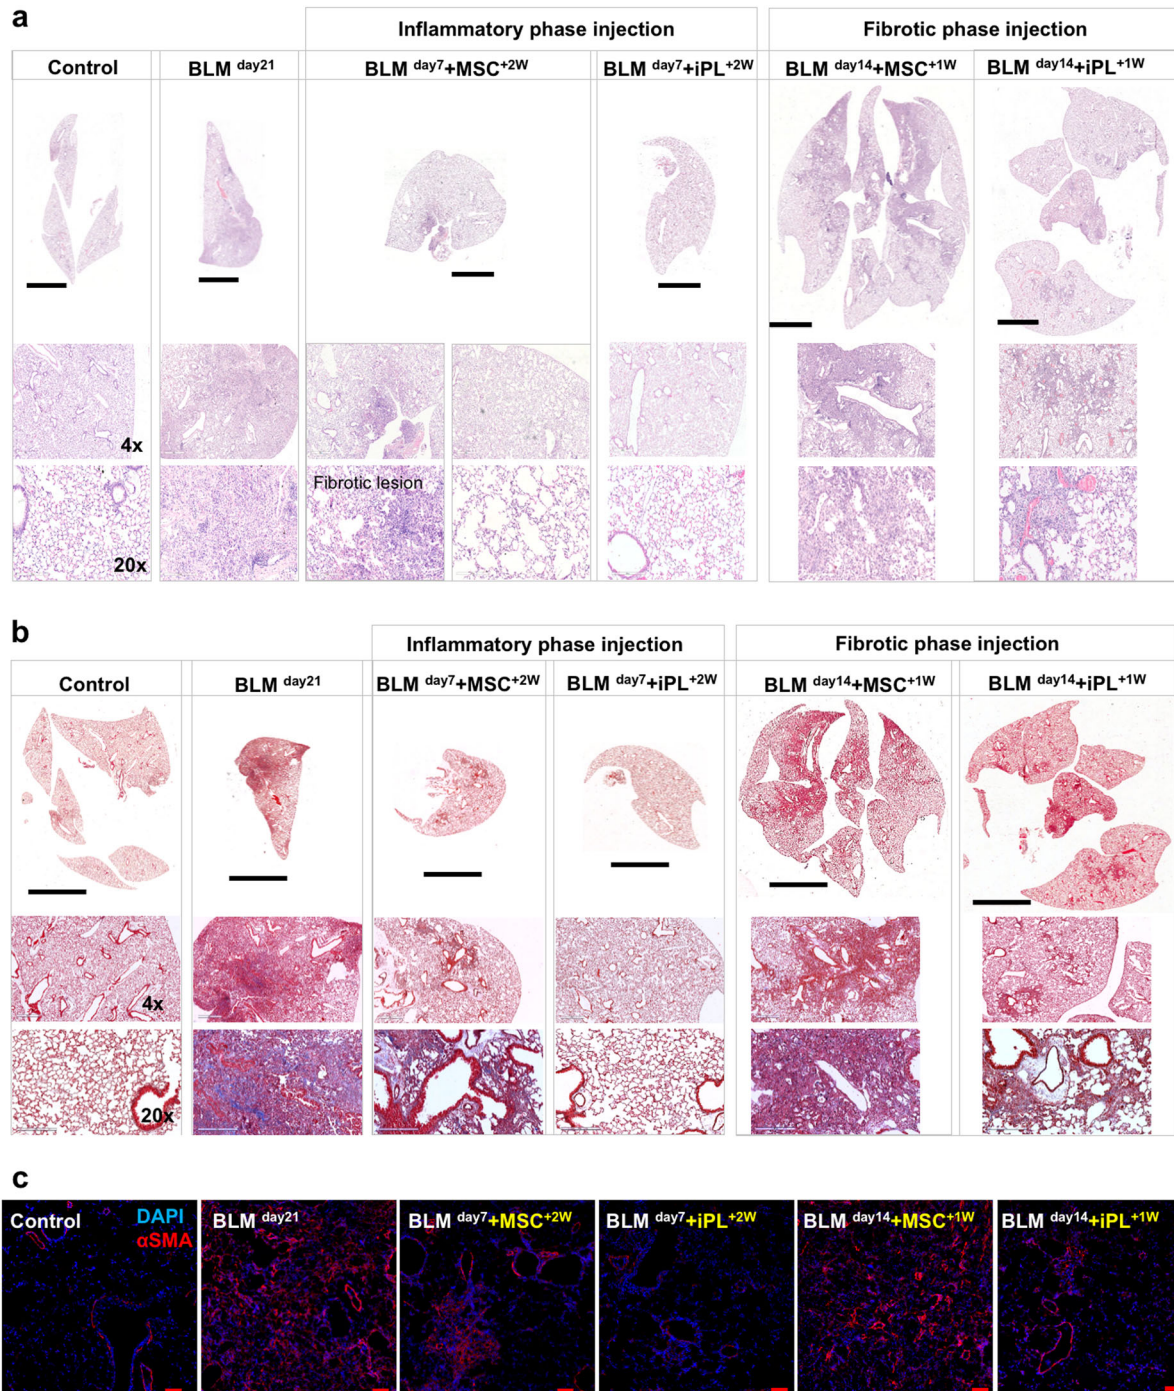 a
Inflammatory phase injection
Fibrotic phase injection
Control
BLM day21
BLM day7+MSC+2W
BLM day7+iPL+2W
BLM day14+MSC+1W
BLM day14+iPL+1W
4x
Fibrotic lesion
20x
b
Inflammatory phase injection
Fibrotic phase injection
Control
BLM day21
BLM day7+MSC+2W
BLM day7+iPL+2W
BLM day14+MSC+1W
BLM day14+iPL+1W
4x
20x
c
Control
DAPI
αSMA
BLM day21
BLM day7+MSC+2W
BLM day7+iPL+2W
BLM day14+MSC+1W
BLM day14+iPL+1W